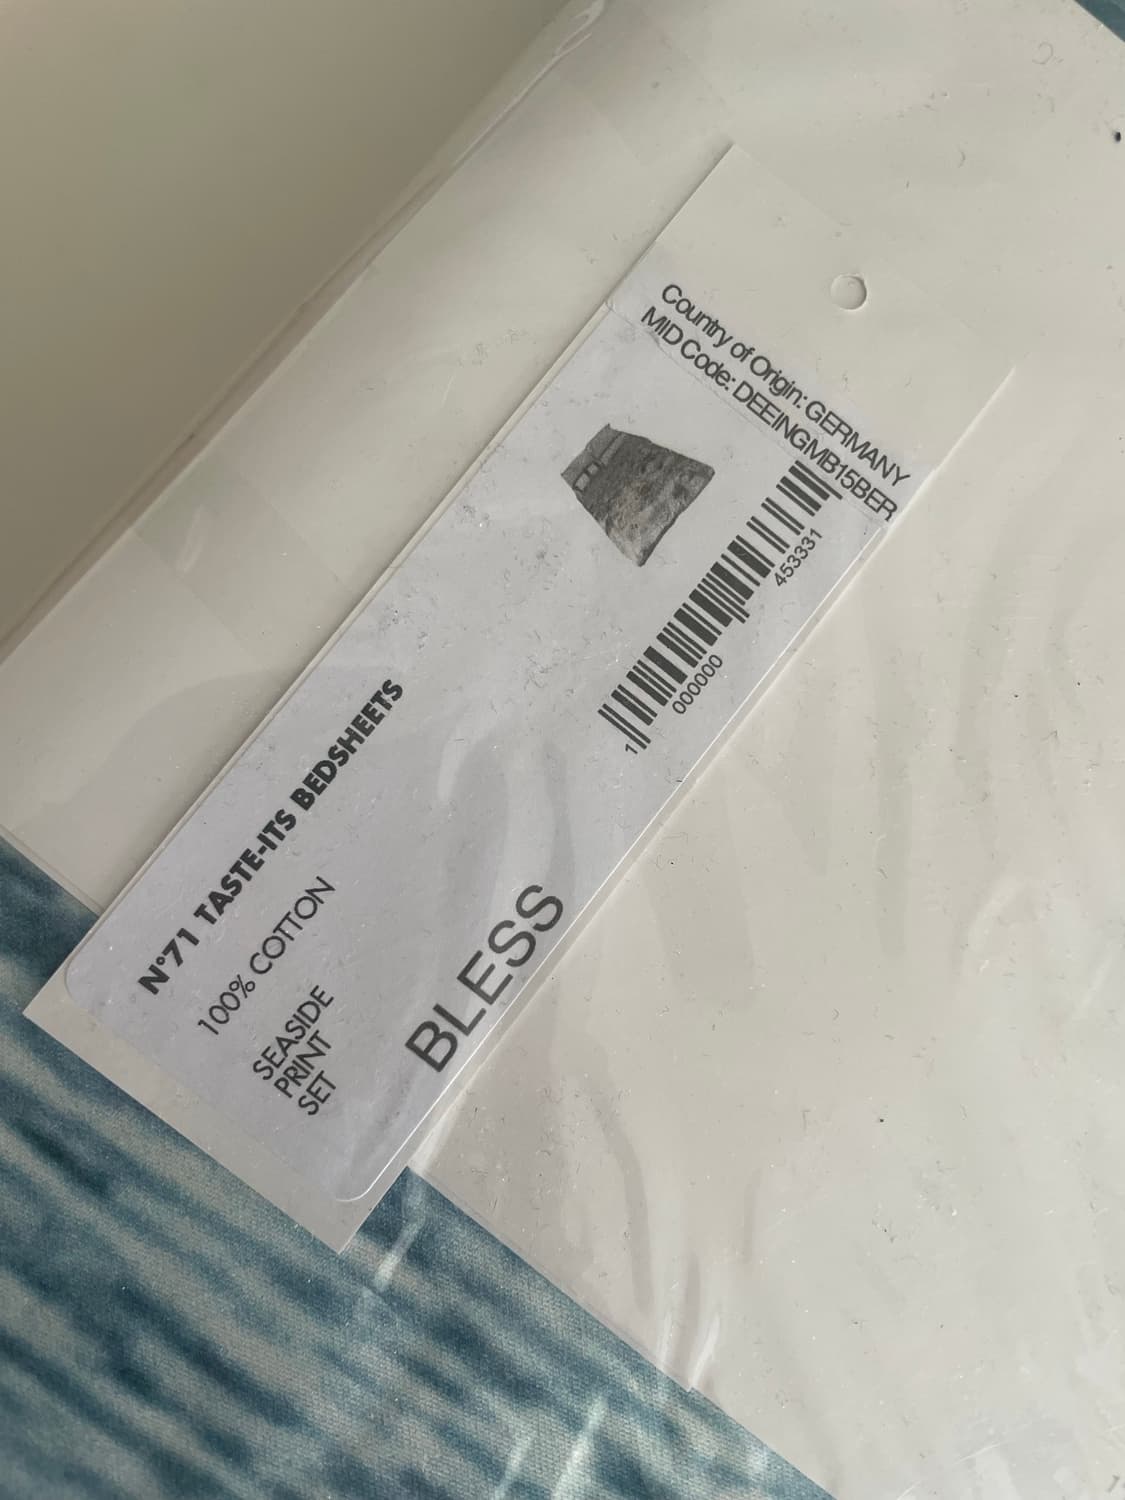 Country of Origin: GERMANY
MID Code: DEEINGMB15BER
N°71 TASTE-ITS BEDSHEETS
100% COTTON
SEASIDE
PRINT
SET
BLESS
1 000000 453331